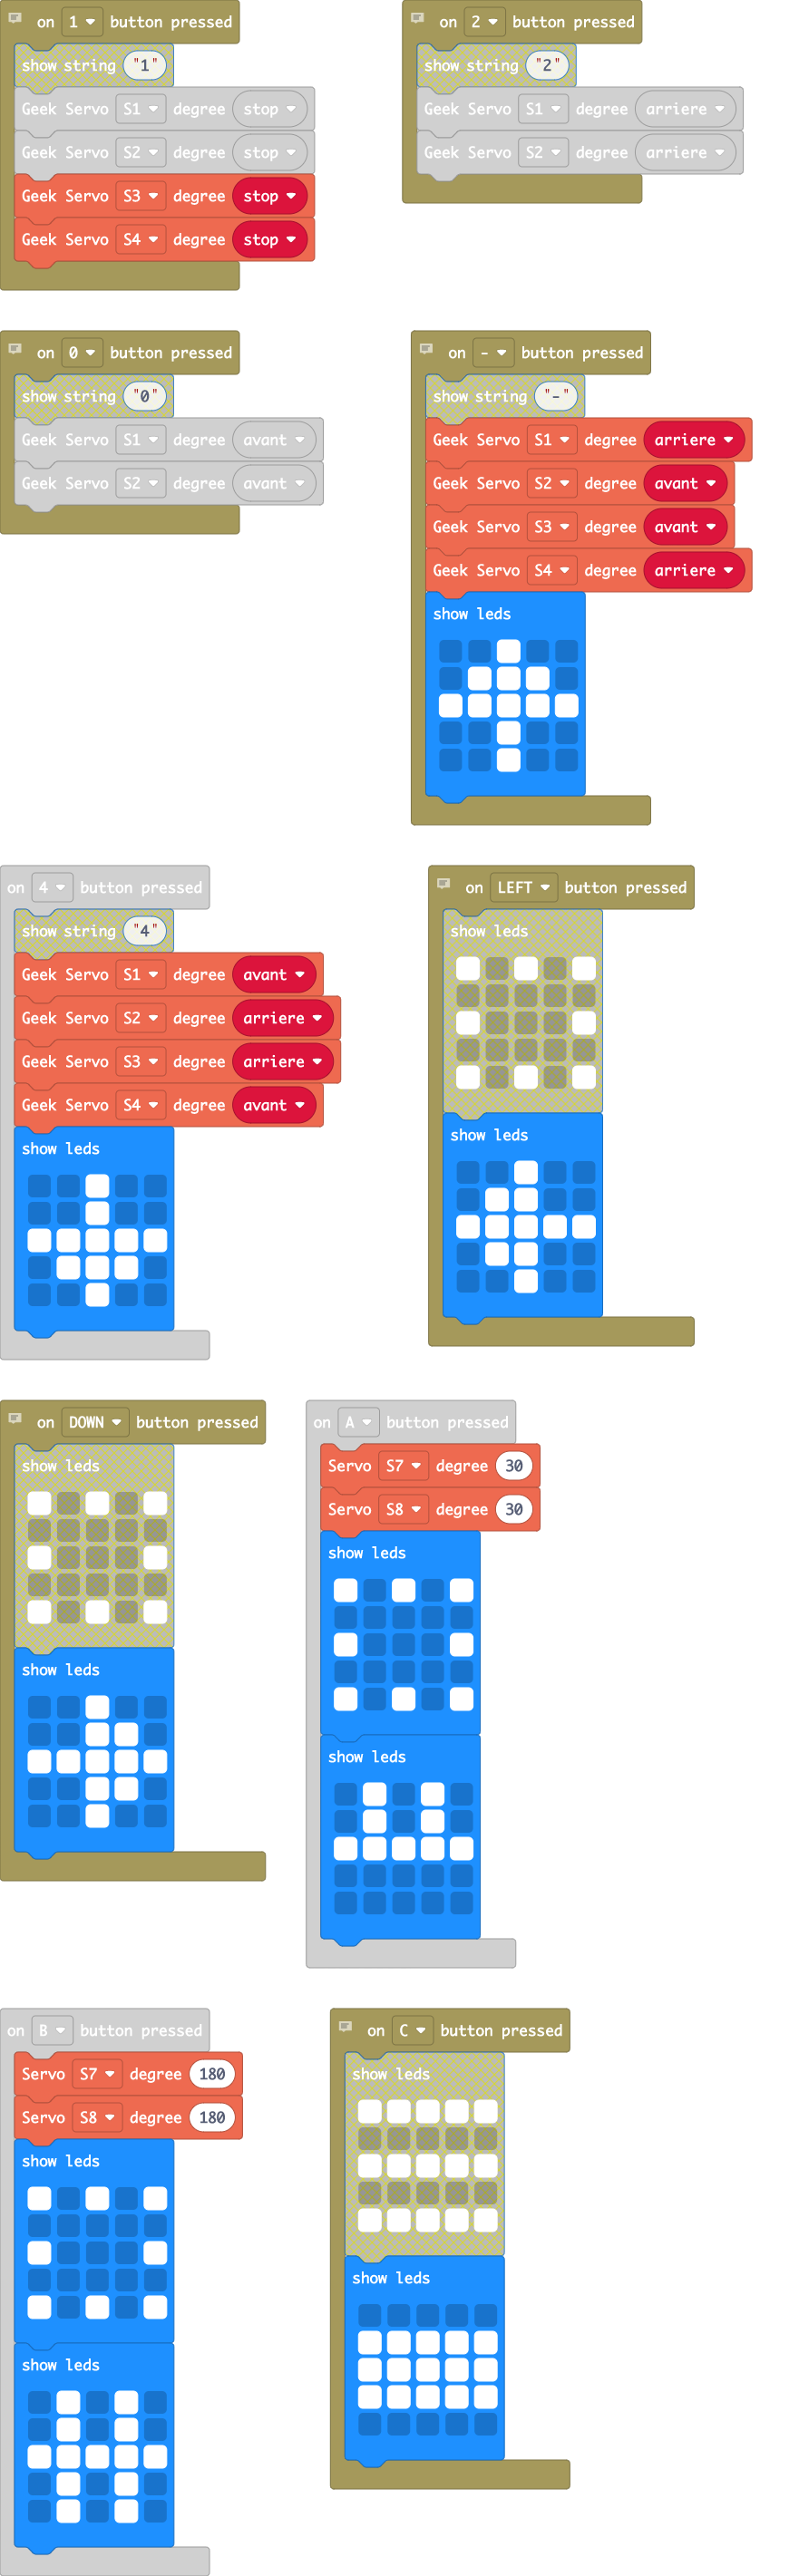 on 1 button pressed
show string "1"
Geek Servo S1 degree stop
Geek Servo S2 degree stop
Geek Servo S3 degree stop
Geek Servo S4 degree stop
on 2 button pressed
show string "2"
Geek Servo S1 degree arriere
Geek Servo S2 degree arriere
on 0 button pressed
show string "0"
Geek Servo S1 degree avant
Geek Servo S2 degree avant
on - button pressed
show string "-"
Geek Servo S1 degree arriere
Geek Servo S2 degree avant
Geek Servo S3 degree avant
Geek Servo S4 degree arriere
show leds
on 4 button pressed
show string "4"
Geek Servo S1 degree avant
Geek Servo S2 degree arriere
Geek Servo S3 degree arriere
Geek Servo S4 degree avant
show leds
on LEFT button pressed
show leds
show leds
on DOWN button pressed
show leds
show leds
on A button pressed
Servo S7 degree 30
Servo S8 degree 30
show leds
show leds
on B button pressed
Servo S7 degree 180
Servo S8 degree 180
show leds
show leds
on C button pressed
show leds
show leds